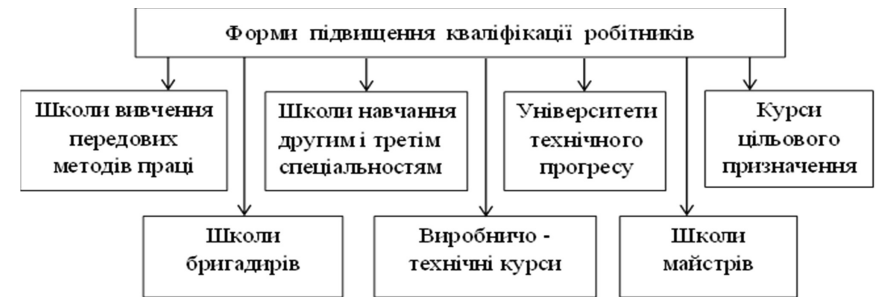 Форми підвищення кваліфікації робітників
Школи вивчення
передових
методів праці
Школи навчання
другим і третім
спеціальностям
Університети
технічного
прогресу
Курси
цільового
призначення
Школи
бригадирів
Виробничо -
технічні курси
Школи
майстрів